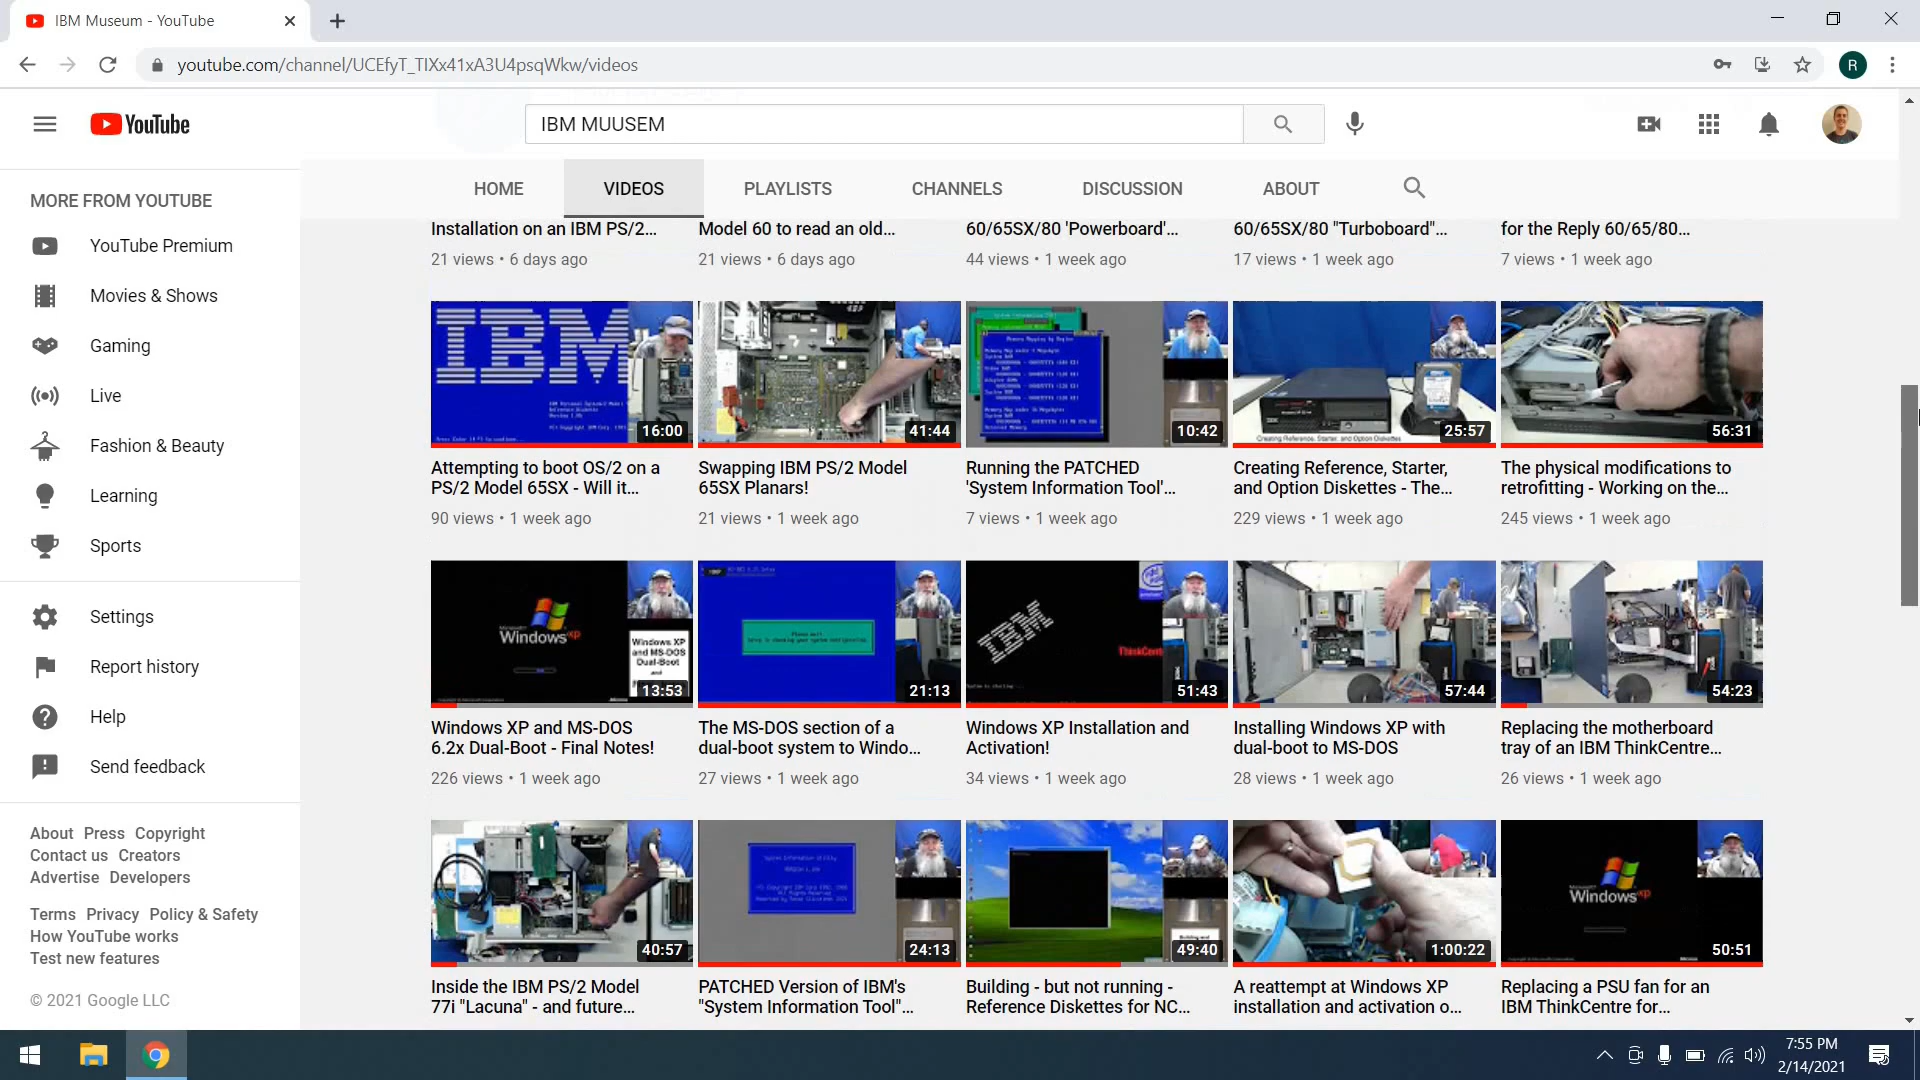 IBM Museum - YouTube
youtube.com/channel/UCEfyT_TIXx41xA3U4psqWkw/videos
R
YouTube
IBM MUUSEM
HOME VIDEOS PLAYLISTS CHANNELS DISCUSSION ABOUT
MORE FROM YOUTUBE
YouTube Premium
Movies & Shows
Gaming
Live
Fashion & Beauty
Learning
Sports
Settings
Report history
Help
Send feedback
About Press Copyright
Contact us Creators
Advertise Developers
Terms Privacy Policy & Safety
How YouTube works
Test new features
© 2021 Google LLC
Installation on an IBM PS/2...
21 views • 6 days ago
Model 60 to read an old...
21 views • 6 days ago
60/65SX/80 'Powerboard'...
44 views • 1 week ago
60/65SX/80 "Turboboard"...
17 views • 1 week ago
for the Reply 60/65/80...
7 views • 1 week ago
IBM
16:00
Attempting to boot OS/2 on a
PS/2 Model 65SX - Will it...
90 views • 1 week ago
41:44
Swapping IBM PS/2 Model
65SX Planars!
21 views • 1 week ago
10:42
Running the PATCHED
'System Information Tool'...
7 views • 1 week ago
Creating Reference, Starter, and Option Diskettes
25:57
Creating Reference, Starter,
and Option Diskettes - The...
229 views • 1 week ago
56:31
The physical modifications to
retrofitting - Working on the...
245 views • 1 week ago
Windows xp
Windows XP
and MS-DOS
Dual-Boot
and
13:53
Windows XP and MS-DOS
6.2x Dual-Boot - Final Notes!
226 views • 1 week ago
21:13
The MS-DOS section of a
dual-boot system to Windo...
27 views • 1 week ago
IBM
ThinkCent
51:43
Windows XP Installation and
Activation!
34 views • 1 week ago
57:44
Installing Windows XP with
dual-boot to MS-DOS
28 views • 1 week ago
54:23
Replacing the motherboard
tray of an IBM ThinkCentre...
26 views • 1 week ago
40:57
Inside the IBM PS/2 Model
77i "Lacuna" - and future...
24:13
PATCHED Version of IBM's
"System Information Tool"...
49:40
Building - but not running -
Reference Diskettes for NC...
1:00:22
A reattempt at Windows XP
installation and activation o...
Windows xp
50:51
Replacing a PSU fan for an
IBM ThinkCentre for...
7:55 PM
2/14/2021